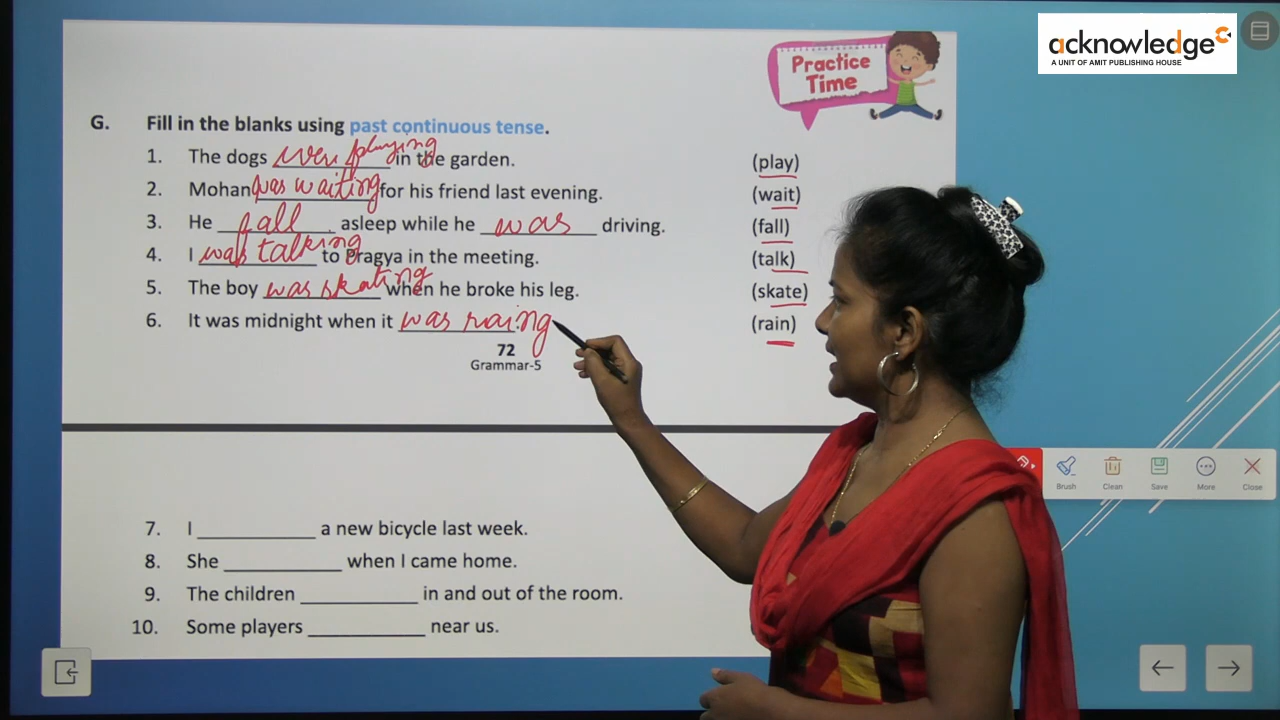 acknowledge
A UNIT OF AMIT PUBLISHING HOUSE
Practice
Time
G. Fill in the blanks using past continuous tense.
1. The dogs were playing in the garden. (play)
2. Mohan was waiting for his friend last evening. (wait)
3. He fall asleep while he was driving. (fall)
4. I was talking to Pragya in the meeting. (talk)
5. The boy was skating when he broke his leg. (skate)
6. It was midnight when it was raing. (rain)
72
Grammar-5
7. I __________ a new bicycle last week.
8. She __________ when I came home.
9. The children __________ in and out of the room.
10. Some players __________ near us.
Brush Clean Save More Close